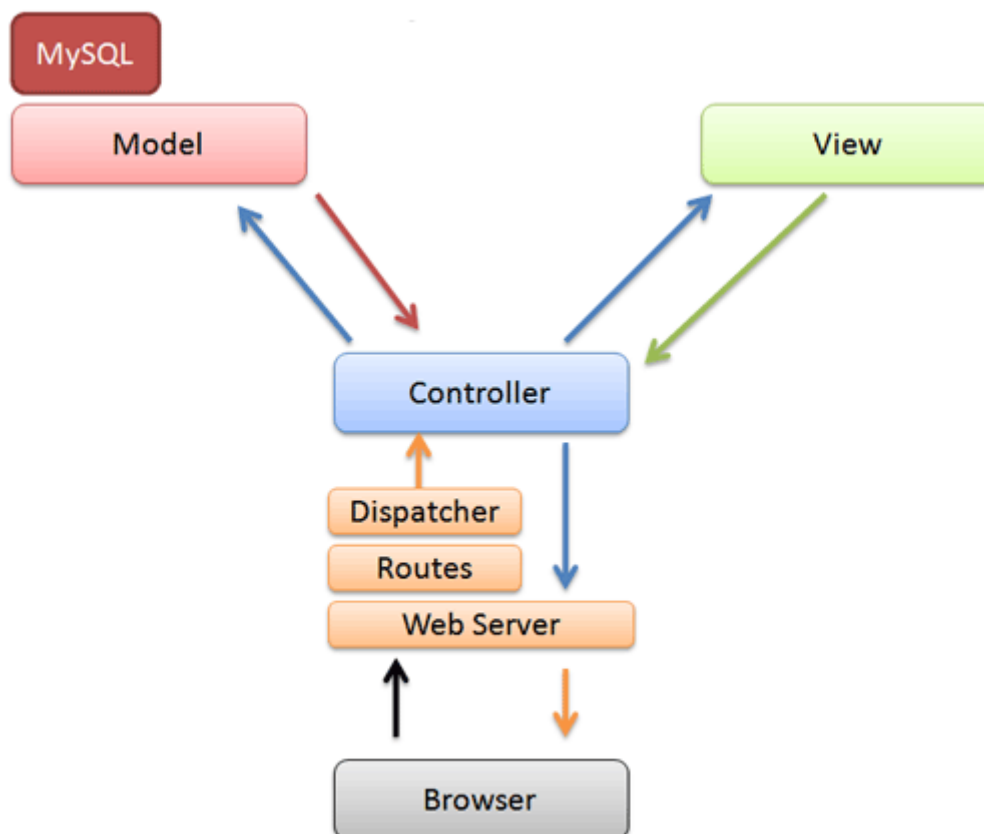 MySQL
Model
View
Controller
Dispatcher
Routes
Web Server
Browser